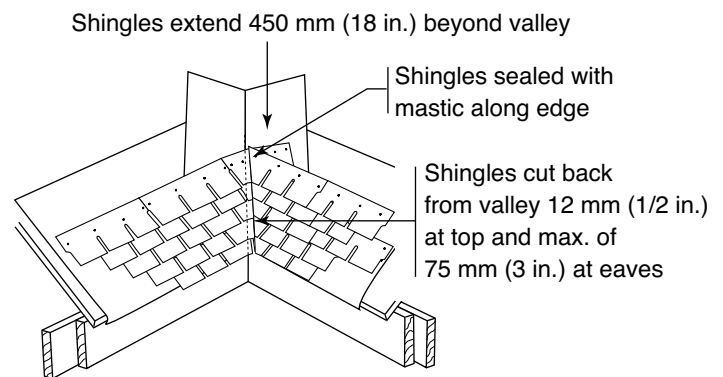 Shingles extend 450 mm (18 in.) beyond valley
Shingles sealed with
mastic along edge
Shingles cut back
from valley 12 mm (1/2 in.)
at top and max. of
75 mm (3 in.) at eaves